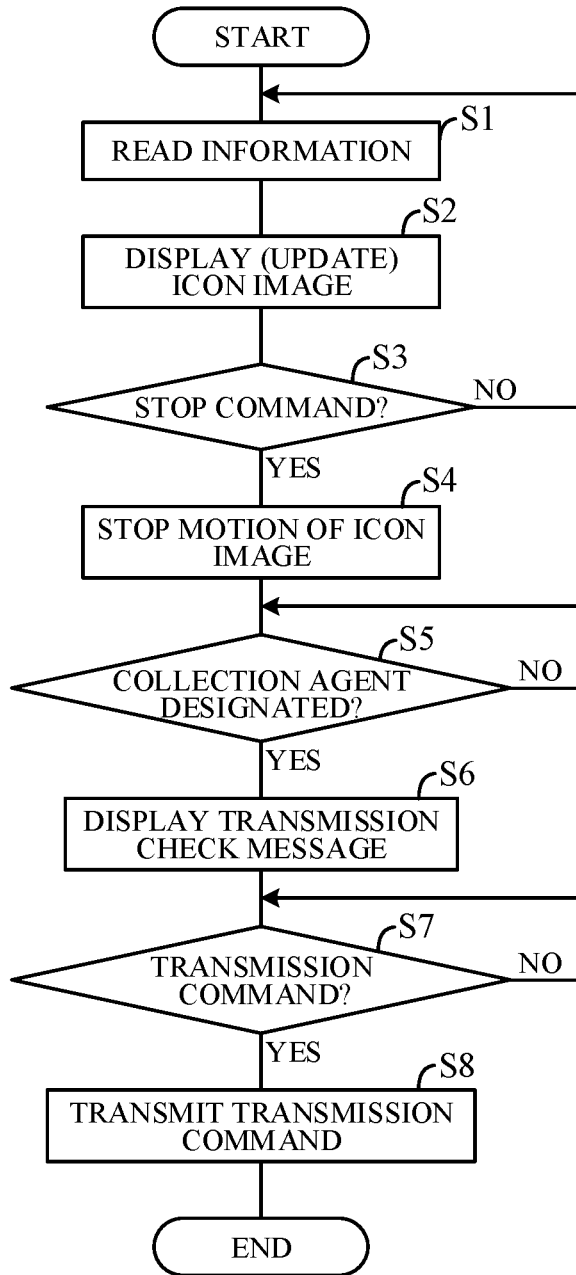 START
S1
READ INFORMATION
S2
DISPLAY (UPDATE)
ICON IMAGE
S3
STOP COMMAND?
NO
YES
S4
STOP MOTION OF ICON
IMAGE
S5
COLLECTION AGENT
DESIGNATED?
NO
YES
S6
DISPLAY TRANSMISSION
CHECK MESSAGE
S7
TRANSMISSION
COMMAND?
NO
YES
S8
TRANSMIT TRANSMISSION
COMMAND
END